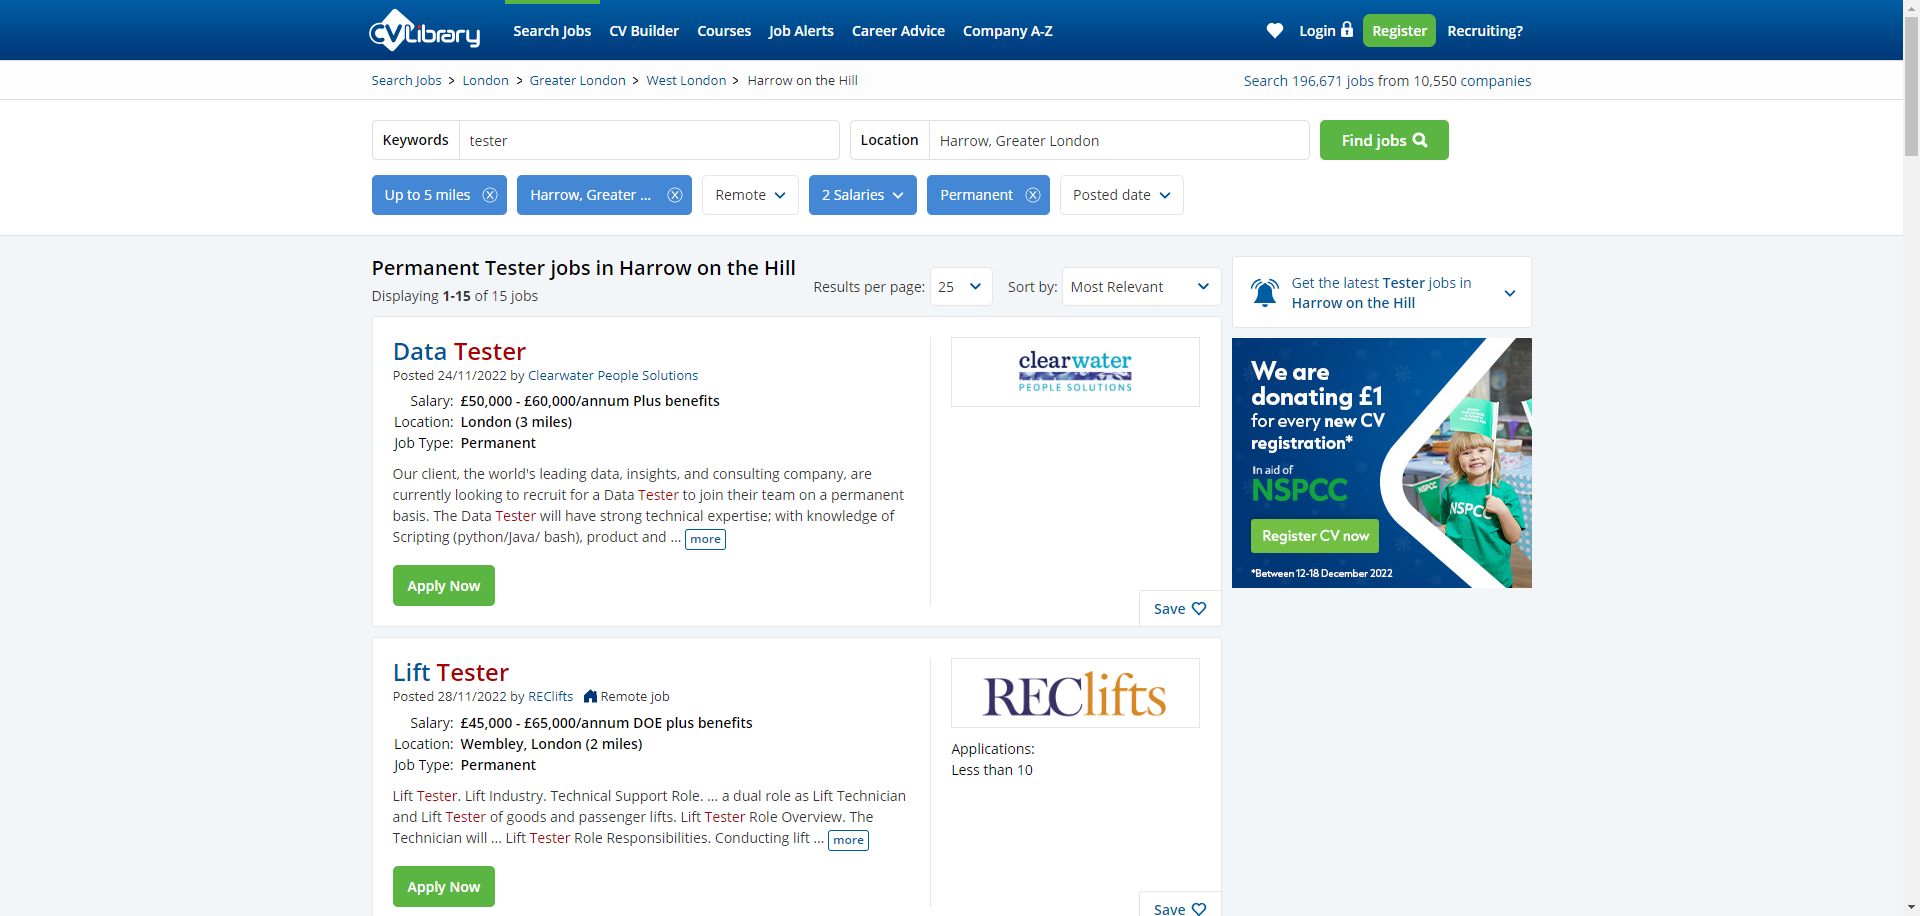 CVLibrary
Search Jobs CV Builder Courses Job Alerts Career Advice Company A-Z
Login Register Recruiting?
Search Jobs > London > Greater London > West London > Harrow on the Hill
Search 196,671 jobs from 10,550 companies
Keywords tester
Location Harrow, Greater London
Find jobs
Up to 5 miles Harrow, Greater ... Remote 2 Salaries Permanent Posted date
Permanent Tester jobs in Harrow on the Hill
Displaying 1-15 of 15 jobs
Results per page: 25 Sort by: Most Relevant
Data Tester
Posted 24/11/2022 by Clearwater People Solutions
Salary: £50,000 - £60,000/annum Plus benefits
Location: London (3 miles)
Job Type: Permanent
Our client, the world's leading data, insights, and consulting company, are
currently looking to recruit for a Data Tester to join their team on a permanent
basis. The Data Tester will have strong technical expertise; with knowledge of
Scripting (python/Java/ bash), product and ... more
Apply Now
clearwater
PEOPLE SOLUTIONS
Save
Lift Tester
Posted 28/11/2022 by REClifts Remote job
Salary: £45,000 - £65,000/annum DOE plus benefits
Location: Wembley, London (2 miles)
Job Type: Permanent
Lift Tester. Lift Industry. Technical Support Role. ... a dual role as Lift Technician
and Lift Tester of goods and passenger lifts. Lift Tester Role Overview. The
Technician will ... Lift Tester Role Responsibilities. Conducting lift ... more
Apply Now
REClifts
Applications:
Less than 10
Save
Get the latest Tester jobs in
Harrow on the Hill
We are
donating £1
for every new CV
registration*
In aid of
NSPCC
Register CV now
*Between 12-18 December 2022
NSPCC
NSPCC